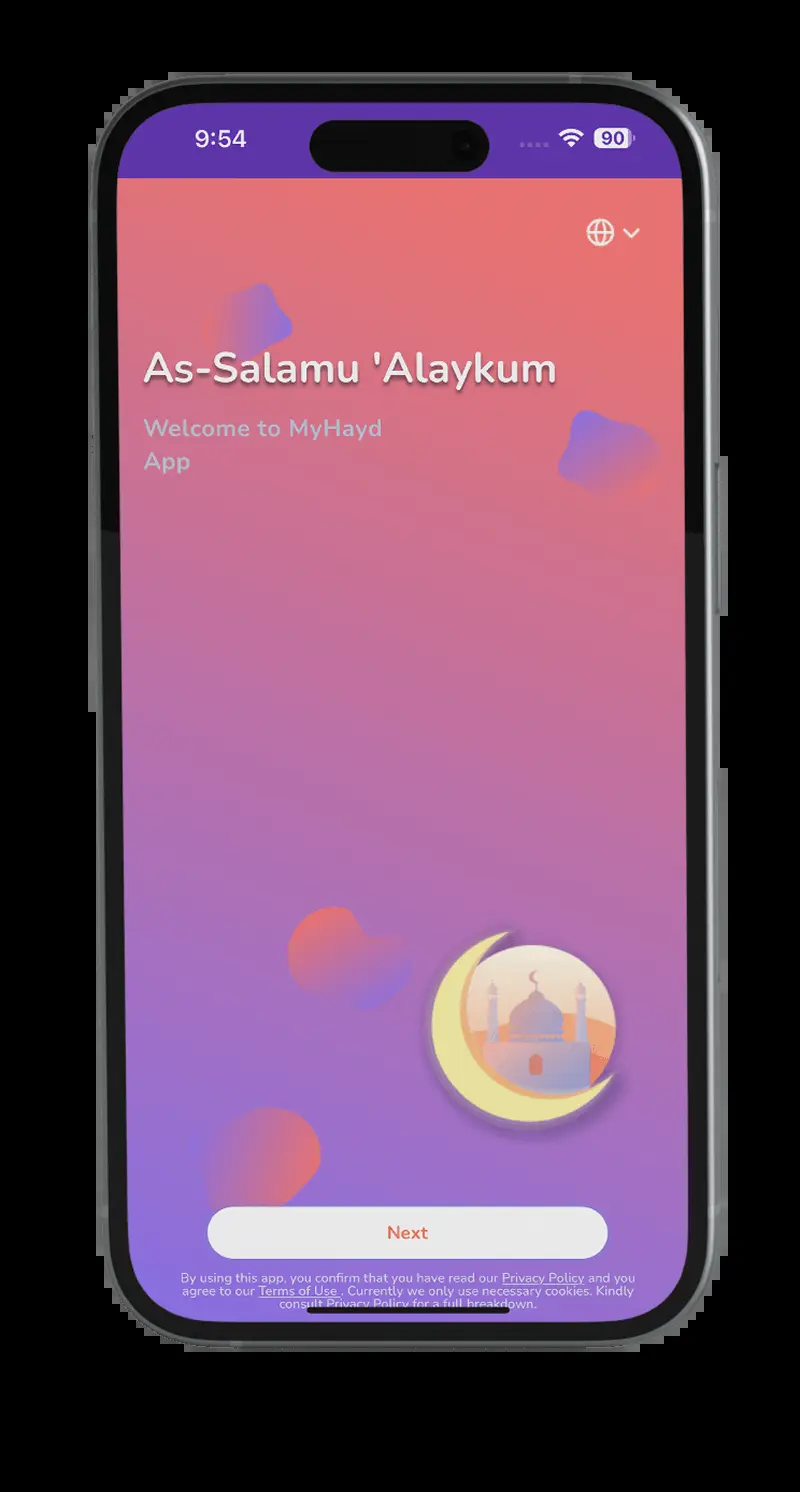 9:54
90
As-Salamu 'Alaykum
Welcome to MyHayd
App
Next
By using this app, you confirm that you have read our Privacy Policy and you
agree to our Terms of Use . Currently we only use necessary cookies. Kindly
consult Privacy Policy for a full breakdown.